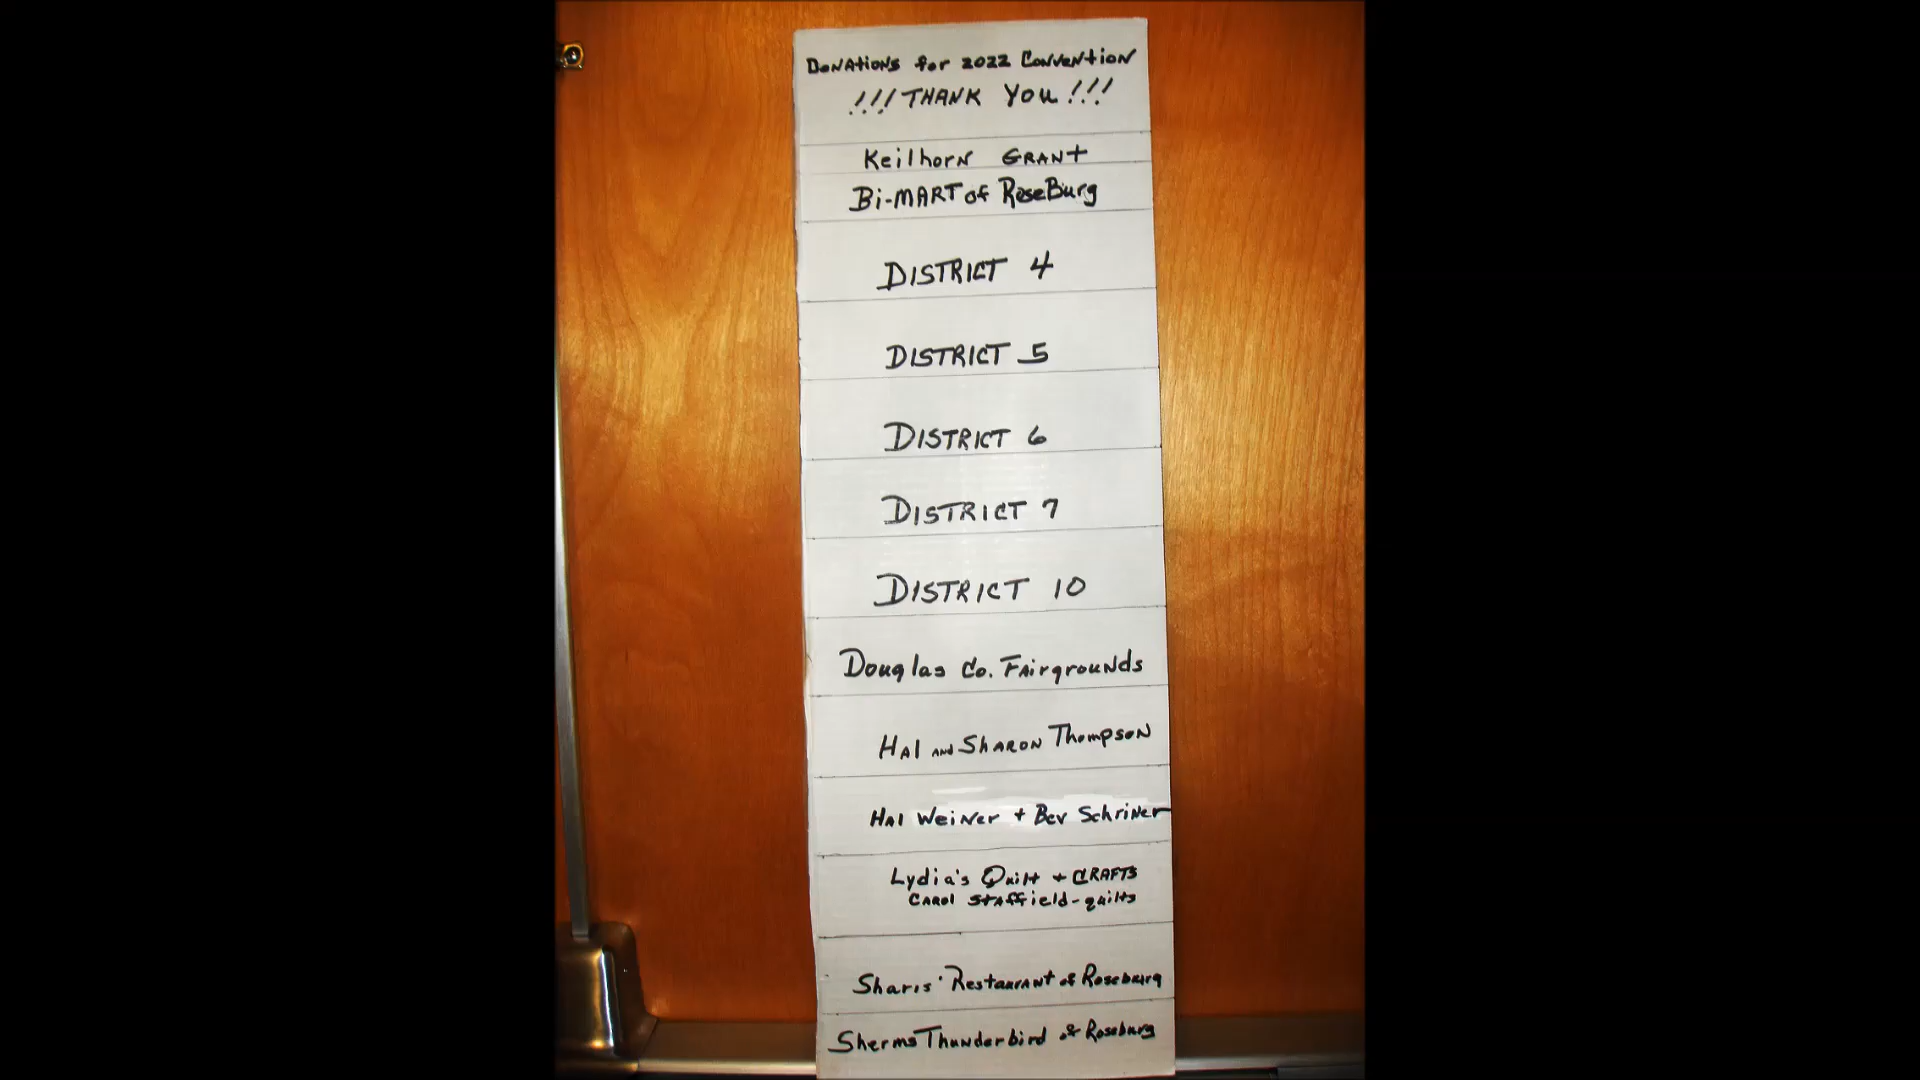 Donations for 2022 Convention
!!! THANK You !!!
Keilhorn GRANt
Bi-MART of RoseBurg
DISTRICT 4
DISTRICT 5
DISTRICT 6
DISTRICT 7
DISTRICT 10
Douglas Co. Fairgrounds
Hal and Sharon Thompson
Hal Weiner + Bev Schriner
Lydia's Quilt + CRAFTS
Carol Staffield-quilts
Sharis' Restaurant of Roseburg
Sherms Thunderbird of Roseburg